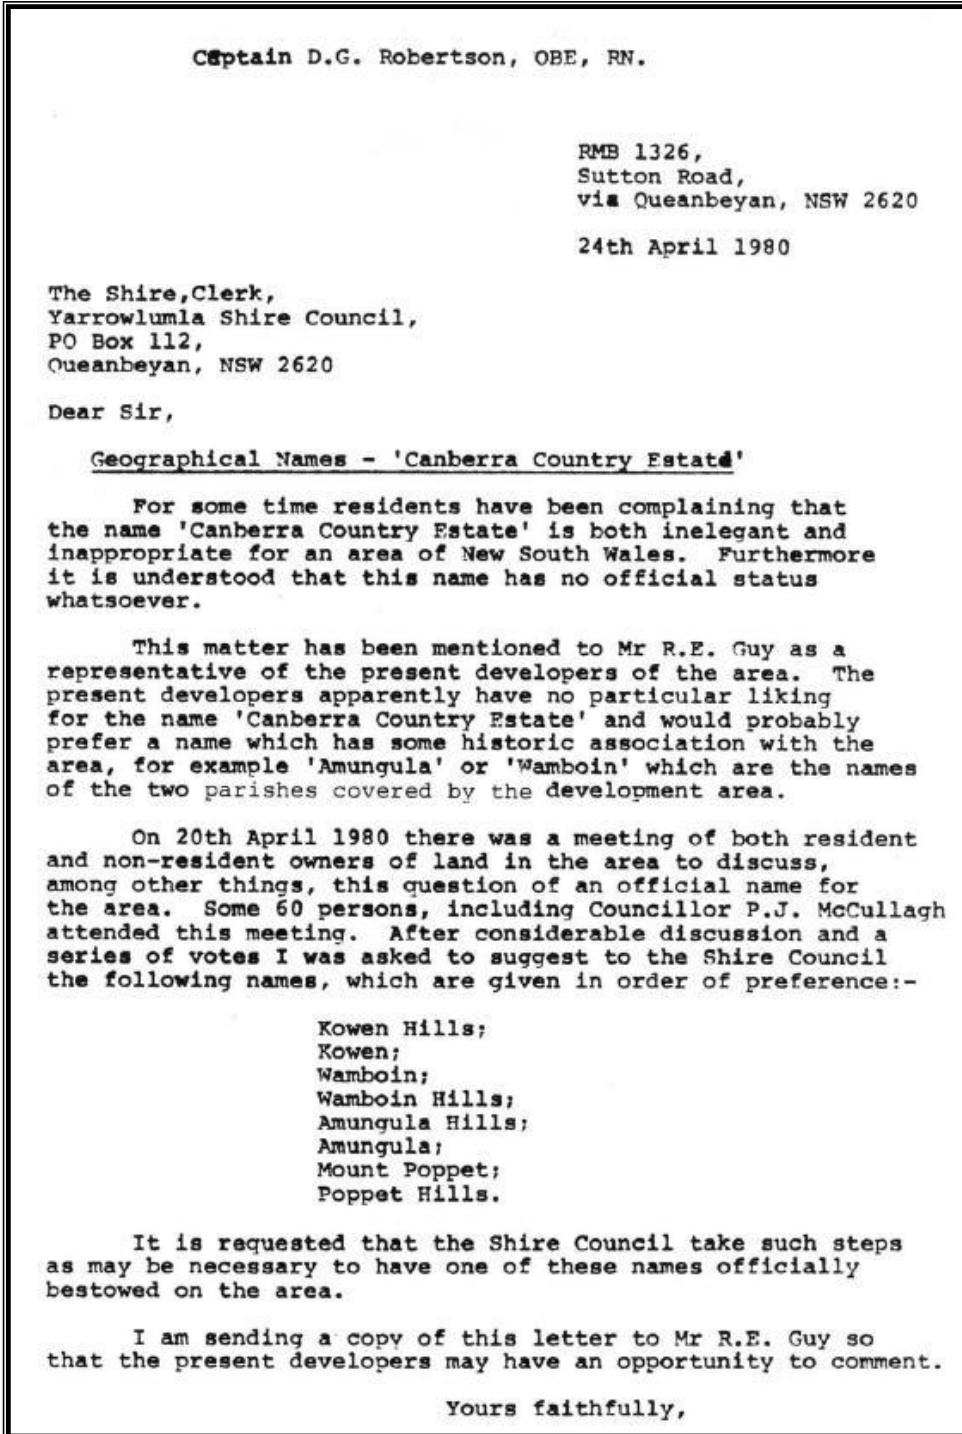 Captain D.G. Robertson, OBE, RN.
RMB 1326,
Sutton Road,
via Queanbeyan, NSW 2620
24th April 1980
The Shire,Clerk,
Yarrowlumla Shire Council,
PO Box 112,
Queanbeyan, NSW 2620
Dear Sir,
Geographical Names - 'Canberra Country Estate'
For some time residents have been complaining that
the name 'Canberra Country Estate' is both inelegant and
inappropriate for an area of New South Wales. Furthermore
it is understood that this name has no official status
whatsoever.
This matter has been mentioned to Mr R.E. Guy as a
representative of the present developers of the area. The
present developers apparently have no particular liking
for the name 'Canberra Country Estate' and would probably
prefer a name which has some historic association with the
area, for example 'Amungula' or 'Wamboin' which are the names
of the two parishes covered by the development area.
On 20th April 1980 there was a meeting of both resident
and non-resident owners of land in the area to discuss,
among other things, this question of an official name for
the area. Some 60 persons, including Councillor P.J. McCullagh
attended this meeting. After considerable discussion and a
series of votes I was asked to suggest to the Shire Council
the following names, which are given in order of preference:-
Kowen Hills;
Kowen;
Wamboin;
Wamboin Hills;
Amungula Hills;
Amungula;
Mount Poppet;
Poppet Hills.
It is requested that the Shire Council take such steps
as may be necessary to have one of these names officially
bestowed on the area.
I am sending a copy of this letter to Mr R.E. Guy so
that the present developers may have an opportunity to comment.
Yours faithfully,